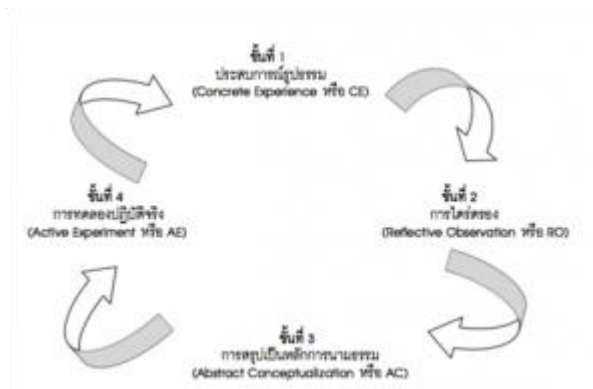 ขั้นที่ 1
ประสบการณ์รูปธรรม
(Concrete Experience หรือ CE)
ขั้นที่ 2
การไตร่ตรอง
(Reflective Observation หรือ RO)
ขั้นที่ 3
การสรุปเป็นหลักการนามธรรม
(Abstract Conceptualization หรือ AC)
ขั้นที่ 4
การทดลองปฏิบัติจริง
(Active Experiment หรือ AE)